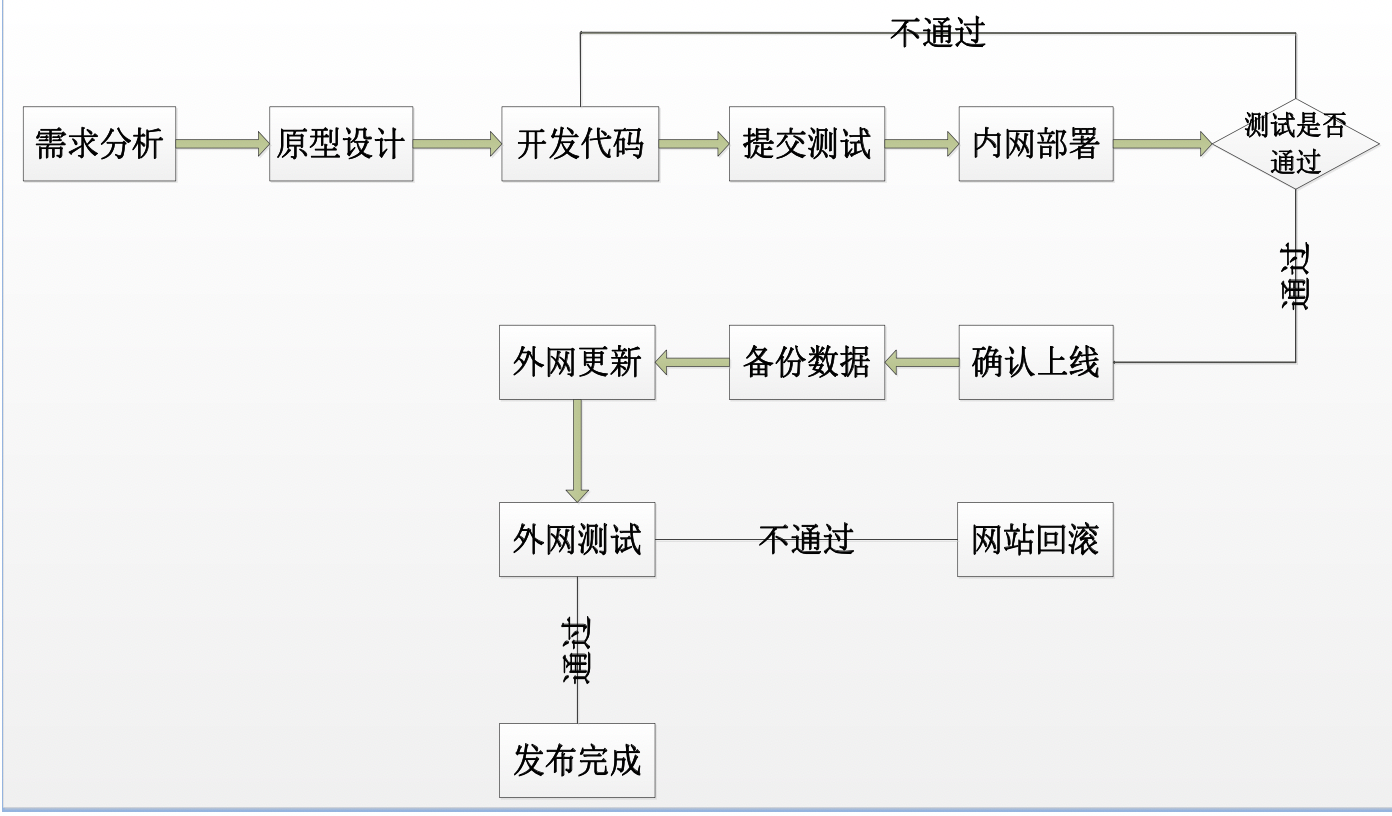 不通过
需求分析
原型设计
开发代码
提交测试
内网部署
测试是否
通过
通过
外网更新
备份数据
确认上线
外网测试
不通过
网站回滚
通过
发布完成